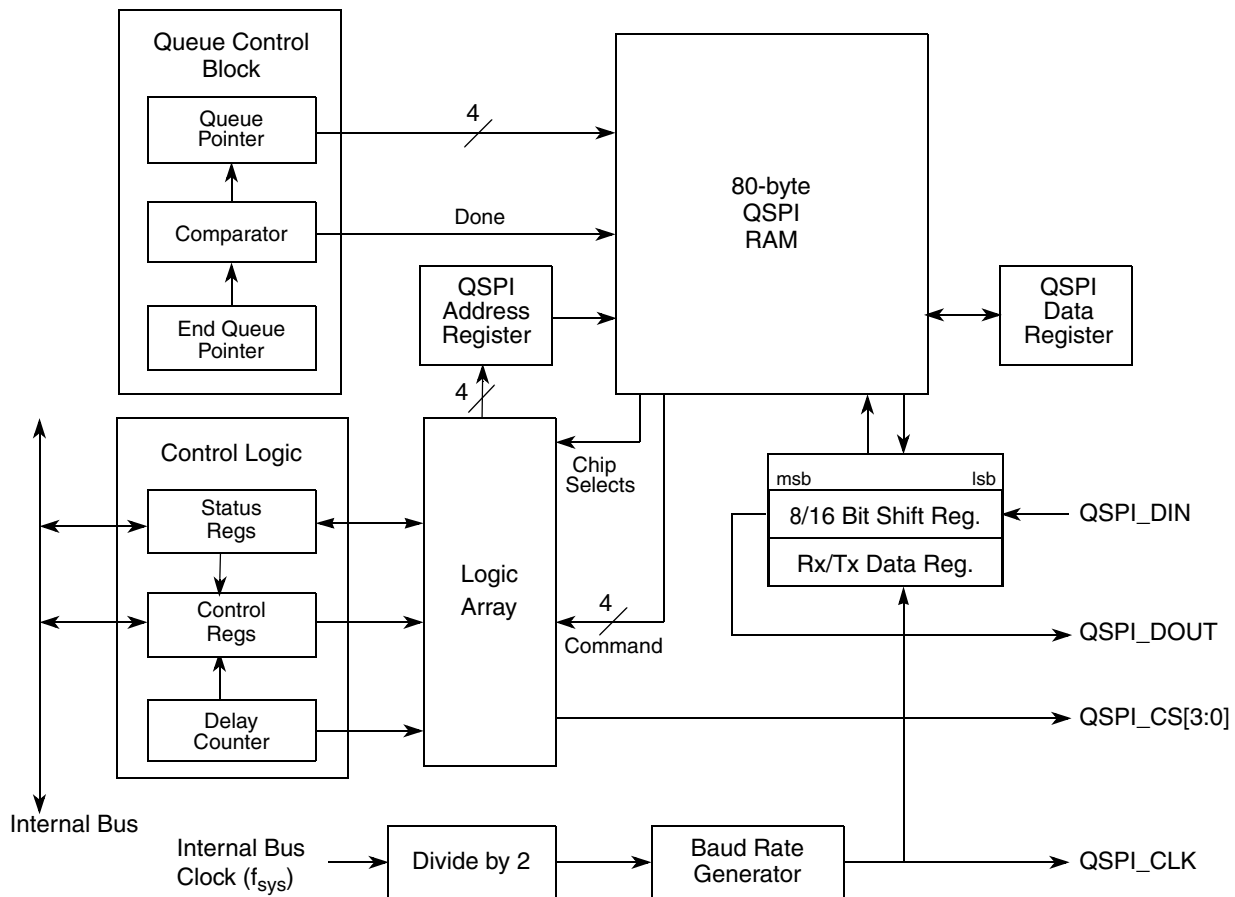 Queue Control
Block
Queue
Pointer
4
Comparator
Done
End Queue
Pointer
80-byte
QSPI
RAM
QSPI
Address
Register
QSPI
Data
Register
4
Control Logic
Status
Regs
Control
Regs
Delay
Counter
Logic
Array
Chip
Selects
4
Command
msb
lsb
8/16 Bit Shift Reg.
Rx/Tx Data Reg.
QSPI_DIN
QSPI_DOUT
QSPI_CS[3:0]
Internal Bus
Internal Bus
Clock (fsys)
Divide by 2
Baud Rate
Generator
QSPI_CLK